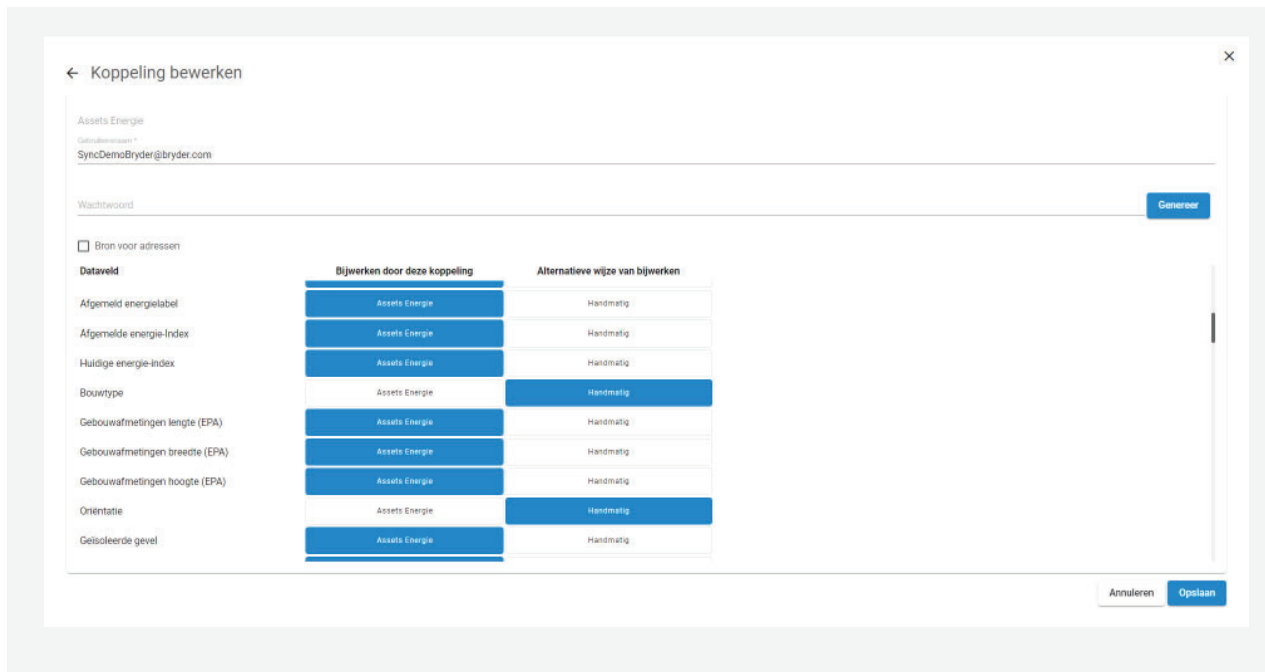 Koppeling bewerken
Assets Energie
Gebruikersnaam *
SyncDemoBryder@bryder.com
Wachtwoord
Genereer
Bron voor adressen
Dataveld Bijwerken door deze koppeling Alternatieve wijze van bijwerken
Afgemeld energielabel Assets Energie Handmatig
Afgemelde energie-Index Assets Energie Handmatig
Huidige energie-index Assets Energie Handmatig
Bouwtype Assets Energie Handmatig
Gebouwafmetingen lengte (EPA) Assets Energie Handmatig
Gebouwafmetingen breedte (EPA) Assets Energie Handmatig
Gebouwafmetingen hoogte (EPA) Assets Energie Handmatig
Oriëntatie Assets Energie Handmatig
Geïsoleerde gevel Assets Energie Handmatig
Annuleren Opslaan